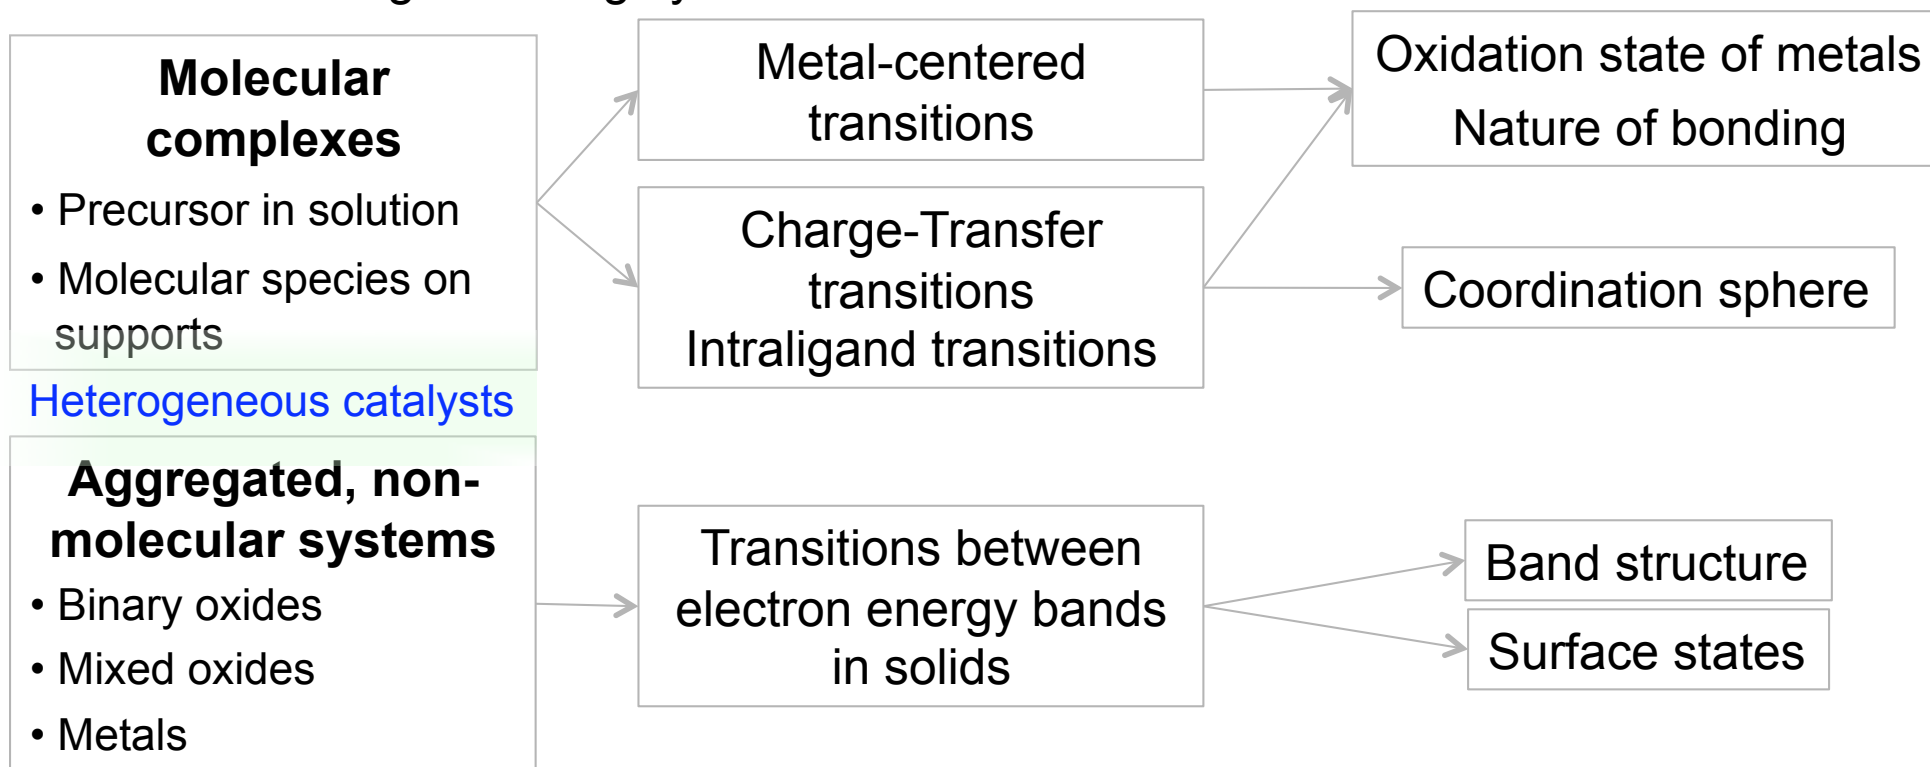 Molecular
complexes
• Precursor in solution
• Molecular species on
supports
Heterogeneous catalysts
Aggregated, non-
molecular systems
• Binary oxides
• Mixed oxides
• Metals
Metal-centered
transitions
Charge-Transfer
transitions
Intraligand transitions
Transitions between
electron energy bands
in solids
Oxidation state of metals
Nature of bonding
Coordination sphere
Band structure
Surface states